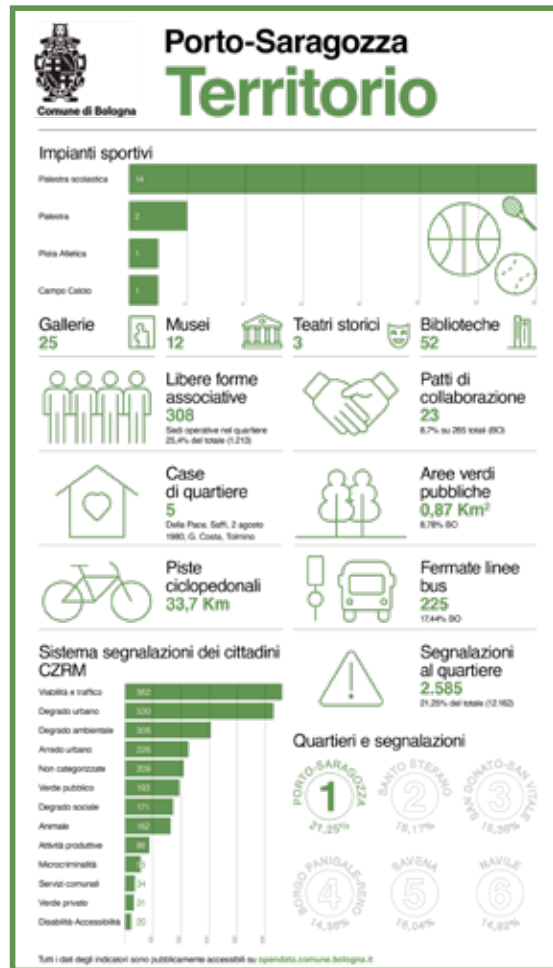 Comune di Bologna
Porto-Saragozza
Territorio
Impianti sportivi
Palestra scolastica 14
Palestra 2
Pista Atletica 1
Campo Calcio 1
Gallerie
25
Musei
12
Teatri storici
3
Biblioteche
52
Libere forme
associative
308
Sedi operative nel quartiere
25,4% del totale (1.213)
Patti di
collaborazione
23
8,7% su 265 totali (BO)
Case
di quartiere
5
Della Pace, Saffi, 2 agosto
1980, G. Costa, Tolmino
Aree verdi
pubbliche
0,87 Km²
8,78% BO
Piste
ciclopedonali
33,7 Km
Fermate linee
bus
225
17,44% BO
Sistema segnalazioni dei cittadini
CZRM
Viabilità e traffico 562
Degrado urbano 530
Degrado ambientale 306
Arredo urbano 226
Non categorizzate 209
Verde pubblico 193
Degrado sociale 171
Animale 162
Attività produttive 86
Microcriminalità
Servizi comunali 34
Verde privato 31
Disabilità-Accessibilità 20
Segnalazioni
al quartiere
2.585
21,25% del totale (12.162)
Quartieri e segnalazioni
PORTO-SARAGOZZA
1
21,25%
SANTO STEFANO
2
18,17%
SAN DONATO-SAN VITALE
3
15,36%
BORGO PANIGALE-RENO
4
14,36%
SAVENA
5
16,04%
NAVILE
6
14,82%
Tutti i dati degli indicatori sono pubblicamente accessibili su opendata.comune.bologna.it